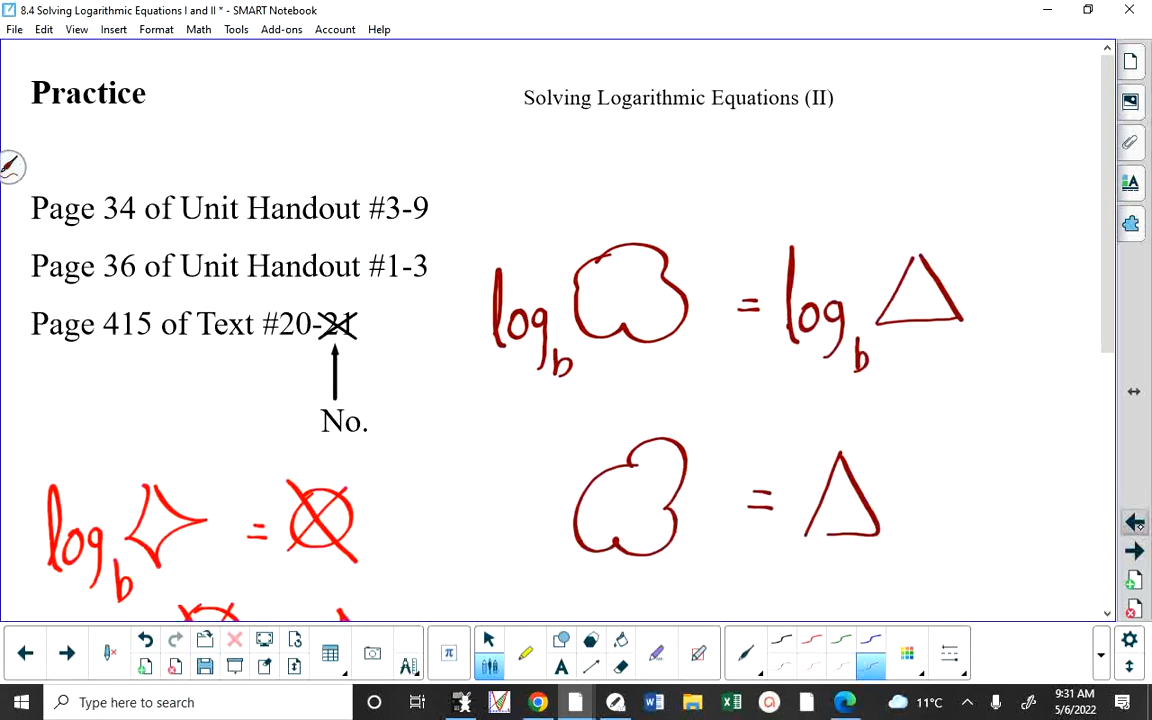 8.4 Solving Logarithmic Equations I and II * - SMART Notebook
File Edit View Insert Format Math Tools Add-ons Account Help
Practice
Solving Logarithmic Equations (II)
Page 34 of Unit Handout #3-9
Page 36 of Unit Handout #1-3
Page 415 of Text #20-21
No.
log b = log b
=
log b =
π
A
Type here to search
11°C
9:31 AM
5/6/2022